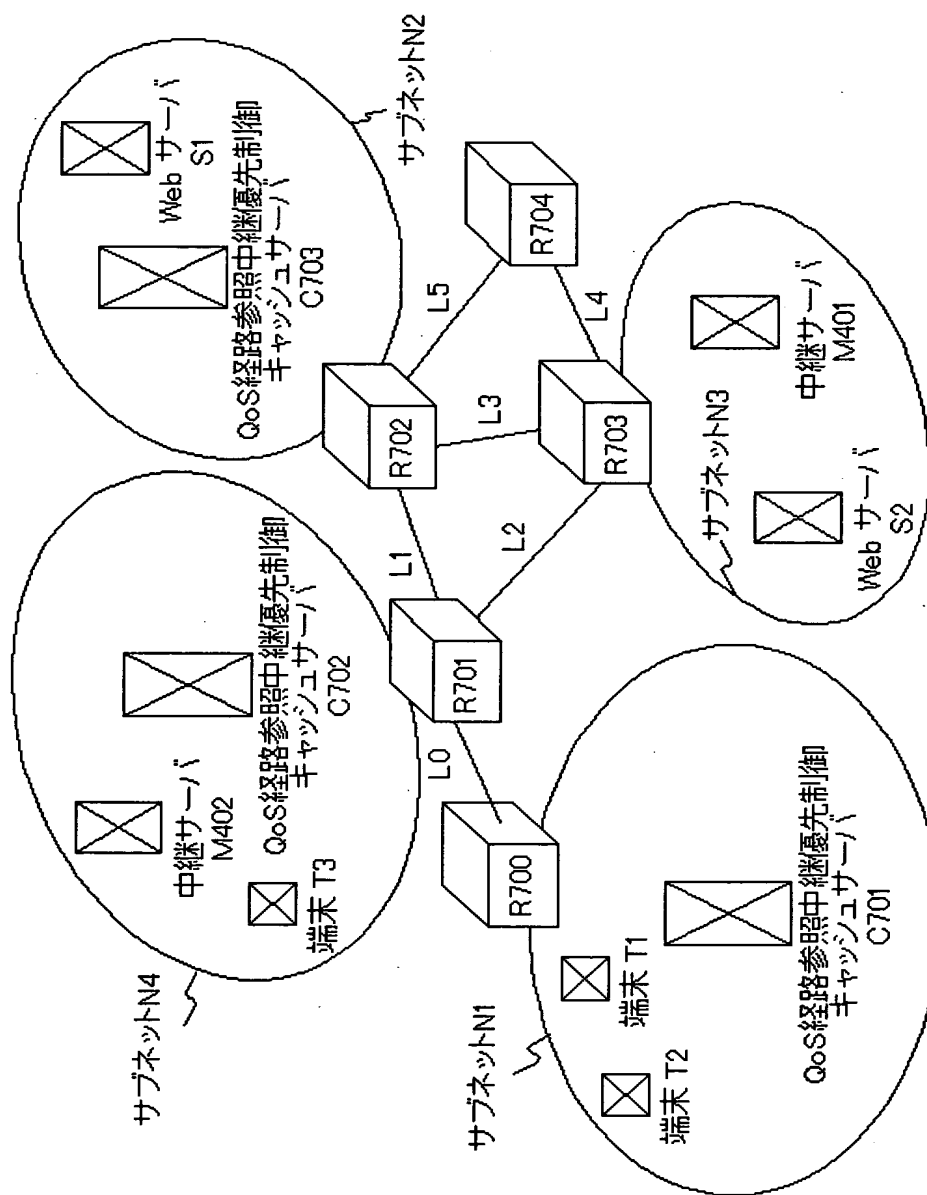 サブネットN4
中継サーバ
M402
端末 T3
QoS経路参照中継優先制御
キャッシュサーバ
C702
Web サーバ
S1
QoS経路参照中継優先制御
キャッシュサーバ
C703
サブネットN2
R702
L5
L1
R701
L0
L3
R704
R700
L2
R703
L4
サブネットN1
端末 T1
端末 T2
QoS経路参照中継優先制御
キャッシュサーバ
C701
サブネットN3
中継サーバ
M401
Web サーバ
S2